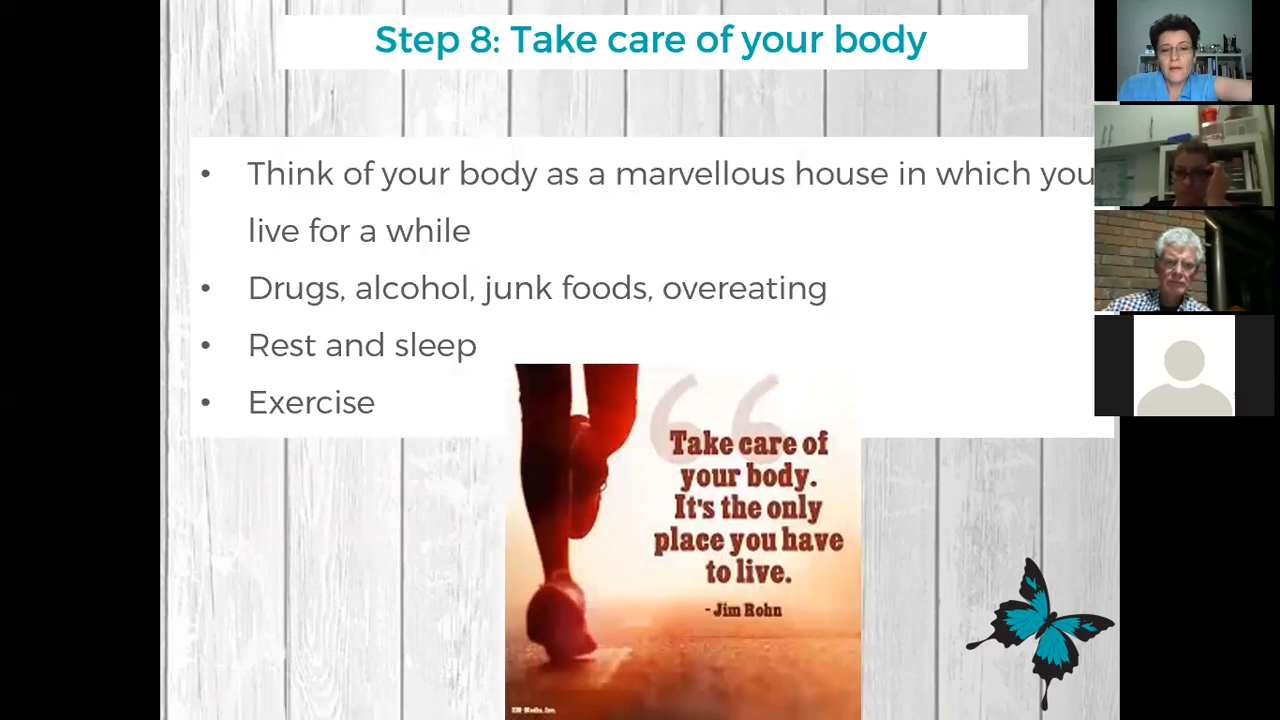 Step 8: Take care of your body
• Think of your body as a marvellous house in which you
live for a while
• Drugs, alcohol, junk foods, overeating
• Rest and sleep
• Exercise
Take care of
your body.
It's the only
place you have
to live.
- Jim Rohn